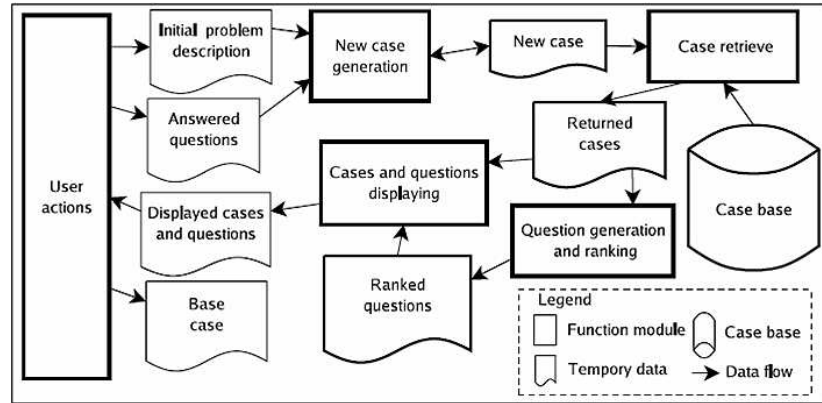 Initial problem
description
New case
generation
New case
Case retrieve
Answered
questions
Returned
cases
Cases and questions
displaying
User
actions
Displayed cases
and questions
Case base
Question generation
and ranking
Ranked
questions
Base
case
Legend
Function module
Case base
Tempory data
Data flow